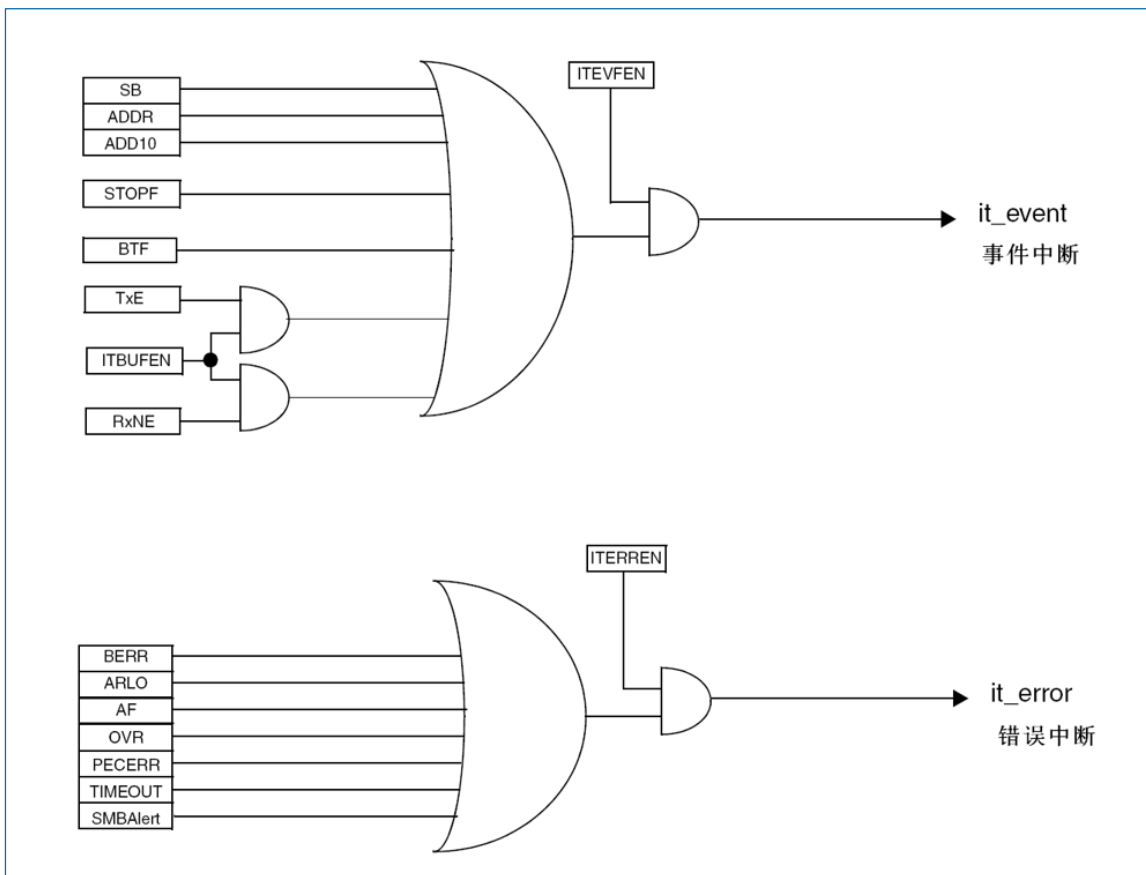 SB
ADDR
ADD10
STOPF
BTF
TxE
ITBUFEN
RxNE
ITEVFEN
it_event
事件中断
ITERREN
BERR
ARLO
AF
OVR
PECERR
TIMEOUT
SMBAlert
it_error
错误中断